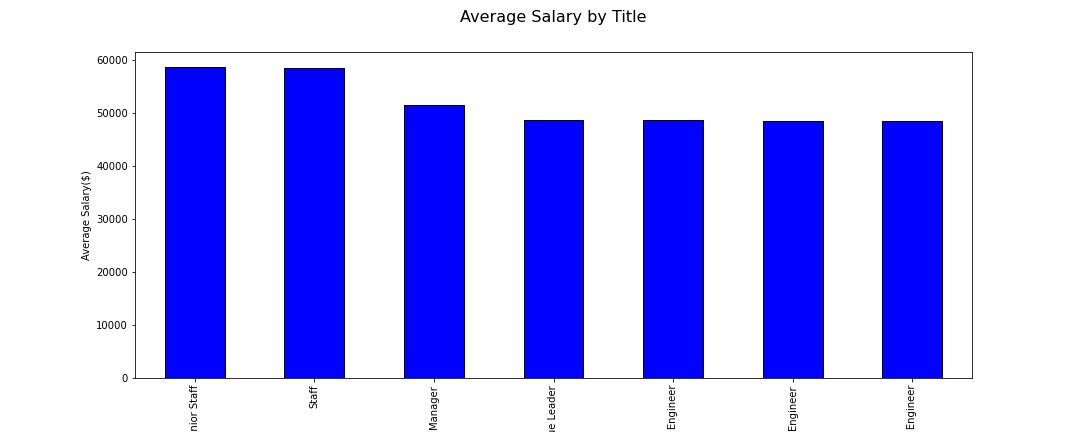 Average Salary by Title
Average Salary($)
60000
50000
40000
30000
20000
10000
0
nior Staff
Staff
Manager
ue Leader
Engineer
Engineer
Engineer